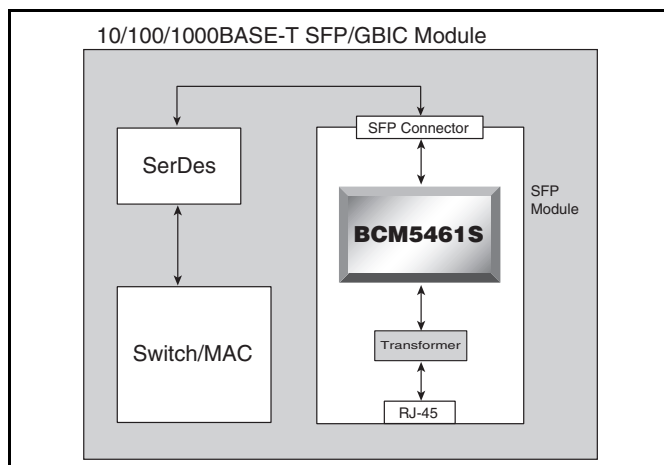 10/100/1000BASE-T SFP/GBIC Module
SFP Connector
SerDes
SFP
Module
BCM5461S
Switch/MAC
Transformer
RJ-45